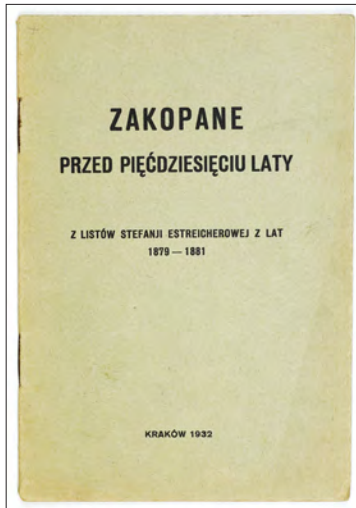 ZAKOPANE
PRZED PIĘĆDZIESIĘCIU LATY
Z LISTÓW STEFANJI ESTREICHEROWEJ Z LAT
1879 — 1881
KRAKÓW 1932